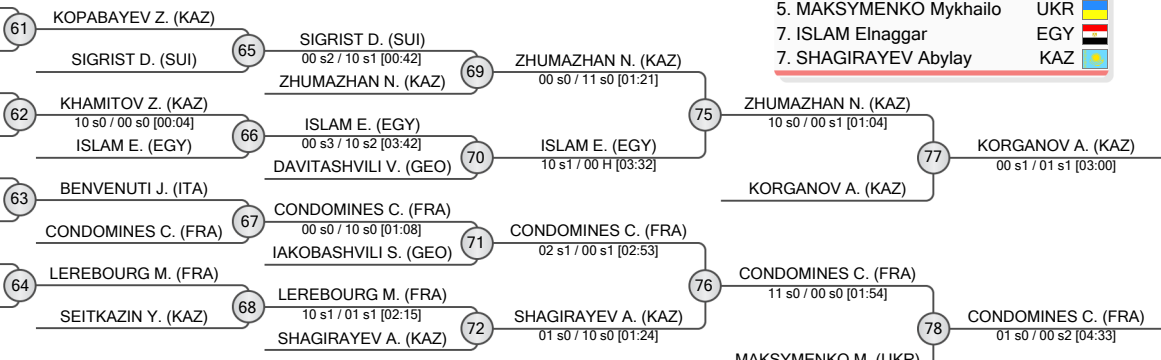 5. MAKSYMENKO Mykhailo UKR
7. ISLAM Elnaggar EGY
7. SHAGIRAYEV Abylay KAZ
61
KOPABAYEV Z. (KAZ)
SIGRIST D. (SUI)
65
SIGRIST D. (SUI)
00 s2 / 10 s1 [00:42]
ZHUMAZHAN N. (KAZ)
69
ZHUMAZHAN N. (KAZ)
00 s0 / 11 s0 [01:21]
62
KHAMITOV Z. (KAZ)
10 s0 / 00 s0 [00:04]
ISLAM E. (EGY)
66
ISLAM E. (EGY)
00 s3 / 10 s2 [03:42]
DAVITASHVILI V. (GEO)
70
ISLAM E. (EGY)
10 s1 / 00 H [03:32]
75
ZHUMAZHAN N. (KAZ)
10 s0 / 00 s1 [01:04]
KORGANOV A. (KAZ)
77
KORGANOV A. (KAZ)
00 s1 / 01 s1 [03:00]
63
BENVENUTI J. (ITA)
CONDOMINES C. (FRA)
67
CONDOMINES C. (FRA)
00 s0 / 10 s0 [01:08]
IAKOBASHVILI S. (GEO)
71
CONDOMINES C. (FRA)
02 s1 / 00 s1 [02:53]
64
LEREBOURG M. (FRA)
SEITKAZIN Y. (KAZ)
68
LEREBOURG M. (FRA)
10 s1 / 01 s1 [02:15]
SHAGIRAYEV A. (KAZ)
72
SHAGIRAYEV A. (KAZ)
01 s0 / 10 s0 [01:24]
76
CONDOMINES C. (FRA)
11 s0 / 00 s0 [01:54]
MAKSYMENKO M. (UKR)
78
CONDOMINES C. (FRA)
01 s0 / 00 s2 [04:33]